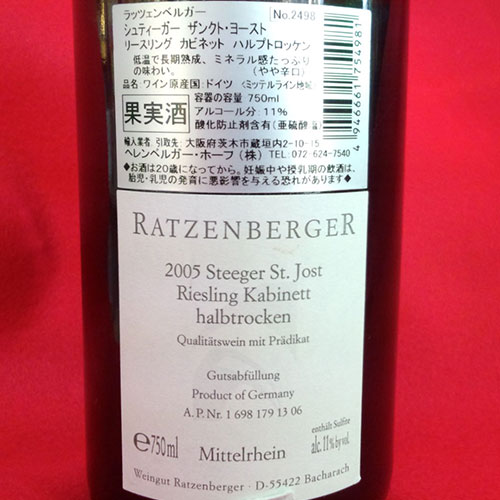 ラッツェンベルガー No.2498
シュティーガー ザンクト・ヨースト
リースリング カビネット ハルプトロッケン
低温で長期熟成、ミネラル感たっぷり
の味わい。 (やや辛口)
品名:ワイン原産国:ドイツ (ミッテルライン地域)
果実酒
容器の容量 750ml
アルコール分:11%
酸化防止剤含有(亜硫酸
輸入業者、引取先:大阪府茨木市蔵垣内2-10-15
ヘレンベルガー・ホーフ(株) TEL:072-624-7540
◆お酒は20歳になってから。妊娠中や授乳期の飲酒は、
胎児・乳児の発育に悪影響を与える恐れがあります◆
4946661754981
RATZENBERGER
2005 Steeger St. Jost
Riesling Kabinett
halbtrocken
Qualitätswein mit Prädikat
Gutsabfüllung
Product of Germany
A. P. Nr. 1 698 179 13 06
℮750ml Mittelrhein
enthält Sulfite
alc. 11% by vol.
Weingut Ratzenberger · D-55422 Bacharach